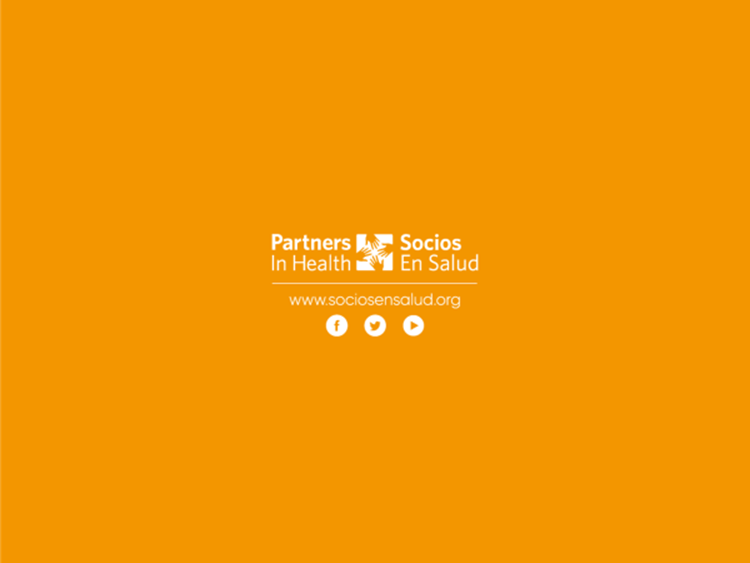 Partners Socios
In Health En Salud
www.sociosensalud.org